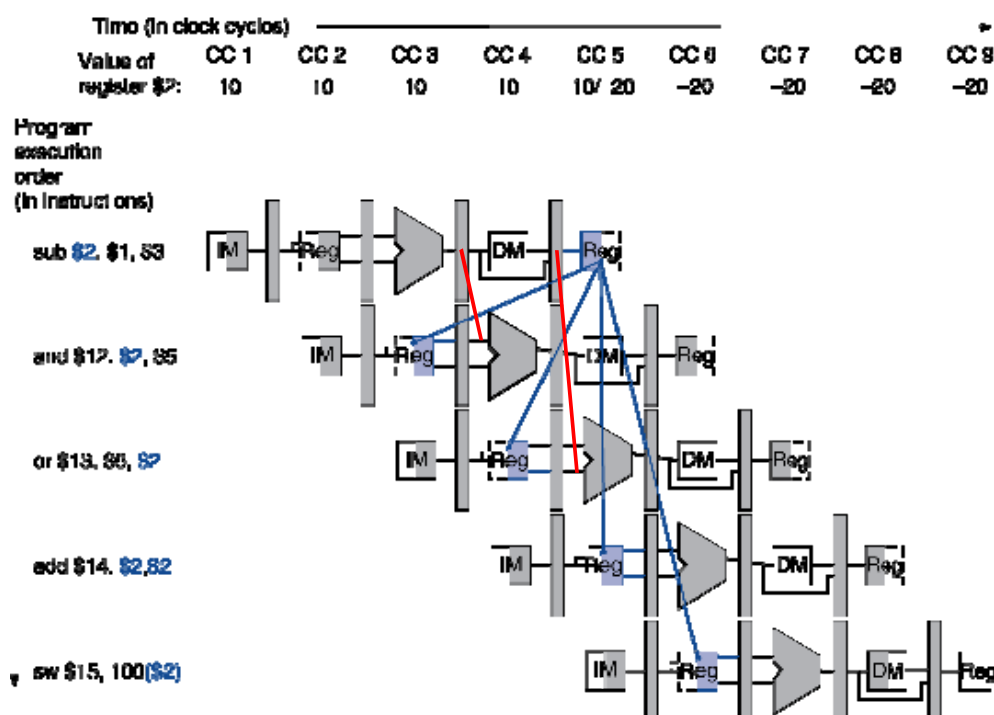 Time (in clock cycles)
Value of register $2:
CC 1 CC 2 CC 3 CC 4 CC 5 CC 6 CC 7 CC 8 CC 9
10 10 10 10 10/ 20 –20 –20 –20 –20
Program
execution
order
(in instructions)
sub $2, $1, $3
IM Reg DM Reg
and $12, $2, $5
IM Reg DM Reg
or $13, $6, $2
IM Reg DM Reg
add $14, $2,$2
IM Reg DM Reg
sw $15, 100($2)
IM Reg DM Reg